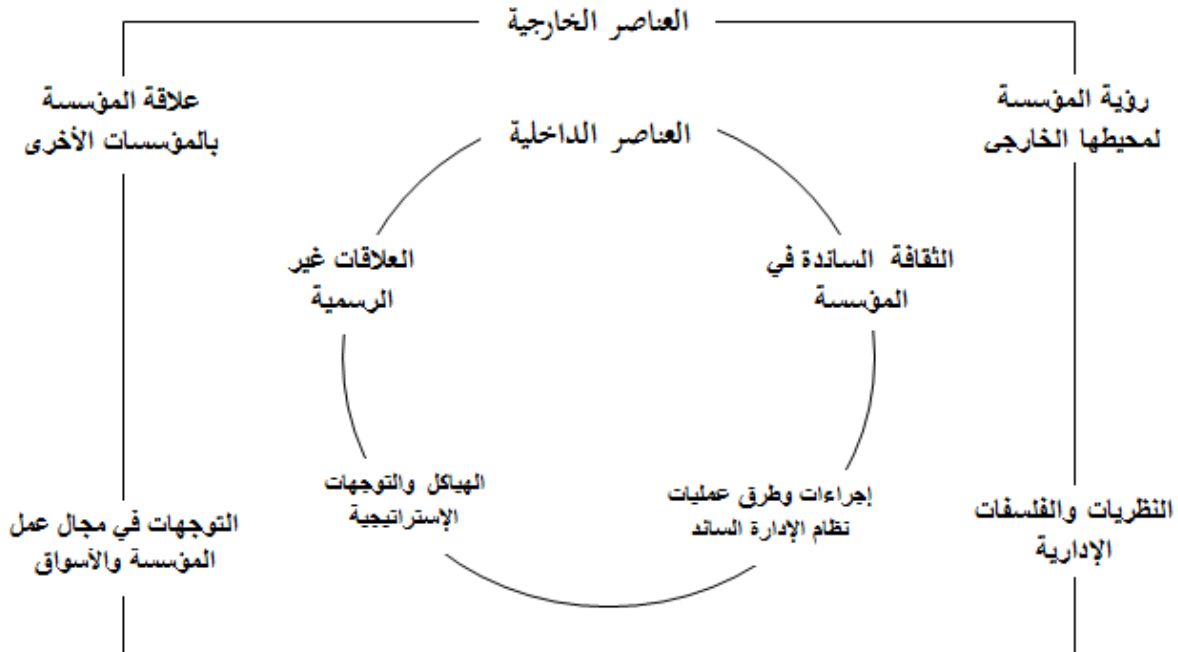 العناصر الخارجية
رؤية المؤسسة
لمحيطها الخارجى
علاقة المؤسسة
بالمؤسسات الأخرى
العناصر الداخلية
الثقافة السائدة في
المؤسسة
العلاقات غير
الرسمية
إجراءات وطرق عمليات
نظام الإدارة السائد
الهياكل والتوجهات
الإستراتيجية
النظريات والفلسفات
الإدارية
التوجهات في مجال عمل
المؤسسة والأسواق